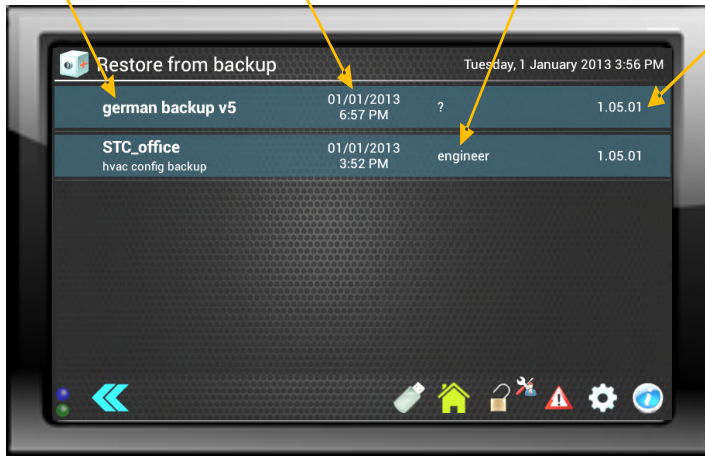 Restore from backup
Tuesday, 1 January 2013 3:56 PM
german backup v5
01/01/2013
6:57 PM
?
1.05.01
STC_office
hvac config backup
01/01/2013
3:52 PM
engineer
1.05.01